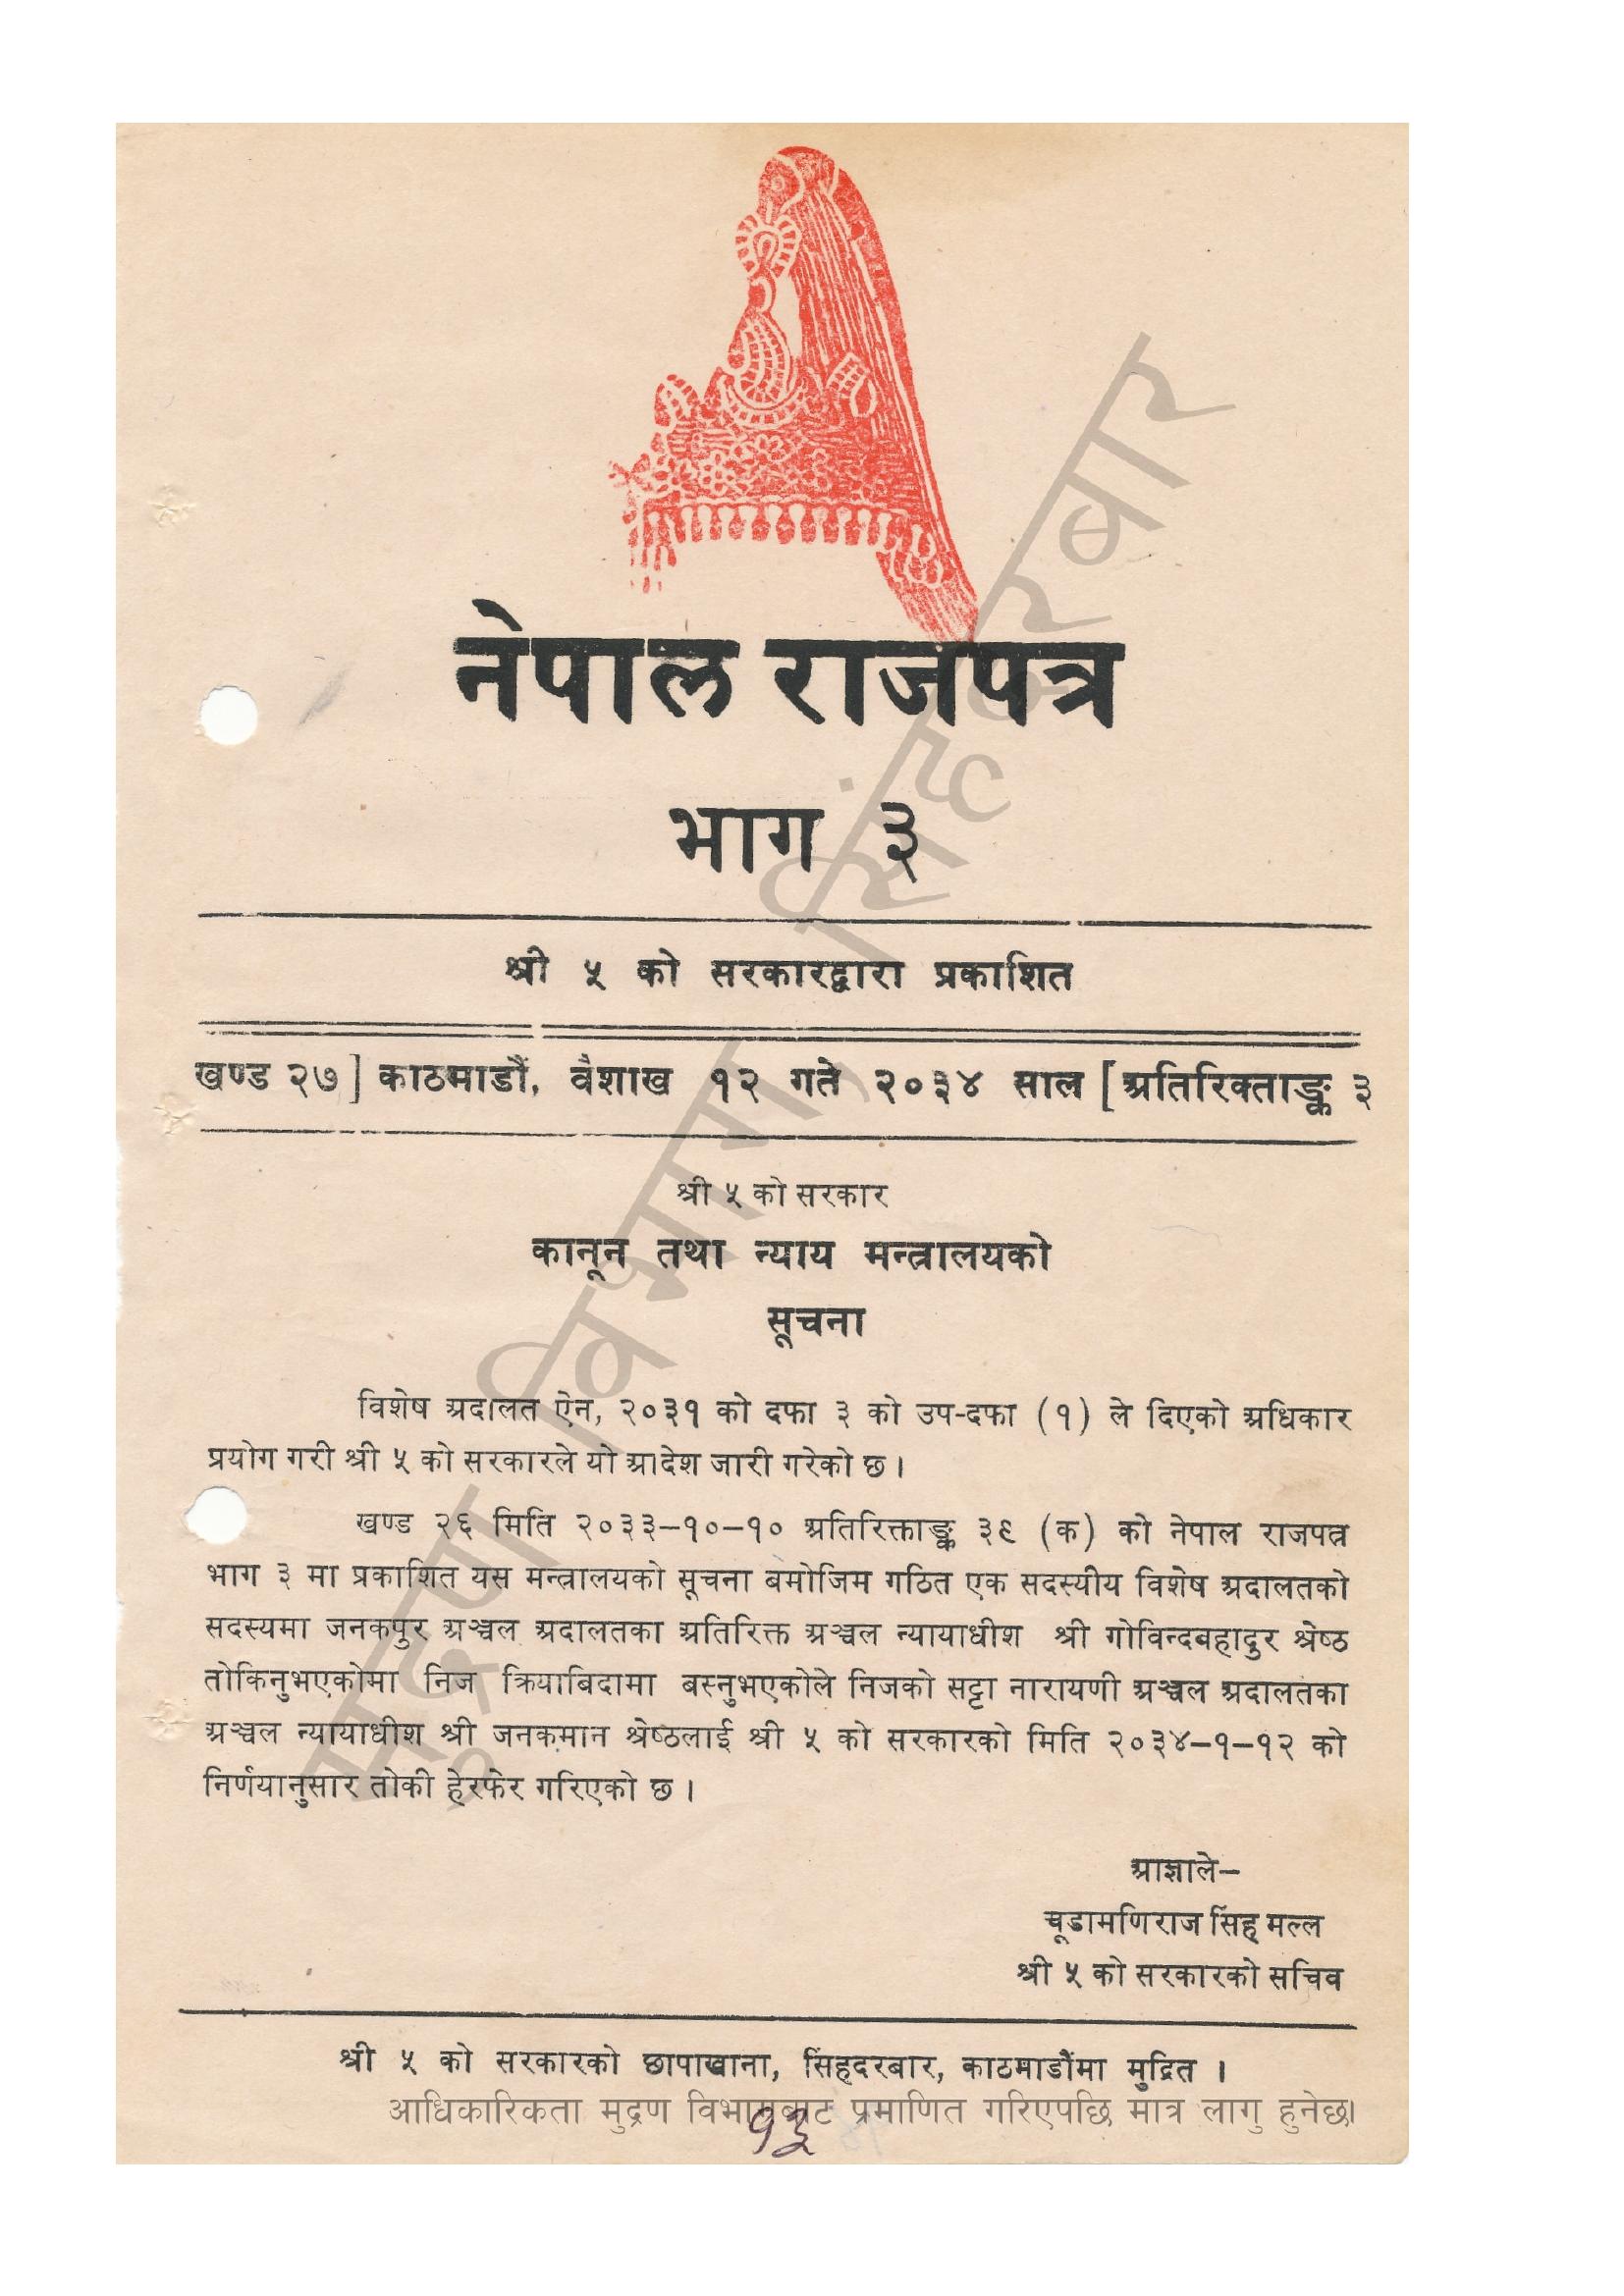 नेपाल राजपत्र
भाग ३
श्री ५ को सरकारद्वारा प्रकाशित
खण्ड २७] काठमाडौं, वैशाख १२ गते २०३४ साल [अतिरिक्ताङ्क ३
श्री ५ को सरकार
कानून तथा न्याय मन्त्रालयको
सूचना
विशेष अदालत ऐन, २०३१ को दफा ३ को उप-दफा (१) ले दिएको अधिकार
प्रयोग गरी श्री ५ को सरकारले यो आदेश जारी गरेको छ ।
खण्ड २६ मिति २०३३-१०-१० अतिरिक्ताङ्क ३९ (क) को नेपाल राजपत्र
भाग ३ मा प्रकाशित यस मन्त्रालयको सूचना बमोजिम गठित एक सदस्यीय विशेष अदालतको
सदस्यमा जनकपुर अञ्चल अदालतका अतिरिक्त अञ्चल न्यायाधीश श्री गोविन्दबहादुर श्रेष्ठ
तोकिनुभएकोमा निज क्रियाबिदामा बस्नुभएकोले निजको सट्टा नारायणी अञ्चल अदालतका
अञ्चल न्यायाधीश श्री जनकमान श्रेष्ठलाई श्री ५ को सरकारको मिति २०३४-१-१२ को
निर्णयानुसार तोकी हेरफेर गरिएको छ ।
आज्ञाले-
चूडामणिराज सिंह मल्ल
श्री ५ को सरकारको सचिव
श्री ५ को सरकारको छापाखाना, सिंहदरबार, काठमाडौंमा मुद्रित ।
आधिकारिकता मुद्रण विभागबाट प्रमाणित गरिएपछि मात्र लागु हुनेछ।
१३
मुद्रण विभाग, सिंहदरबार